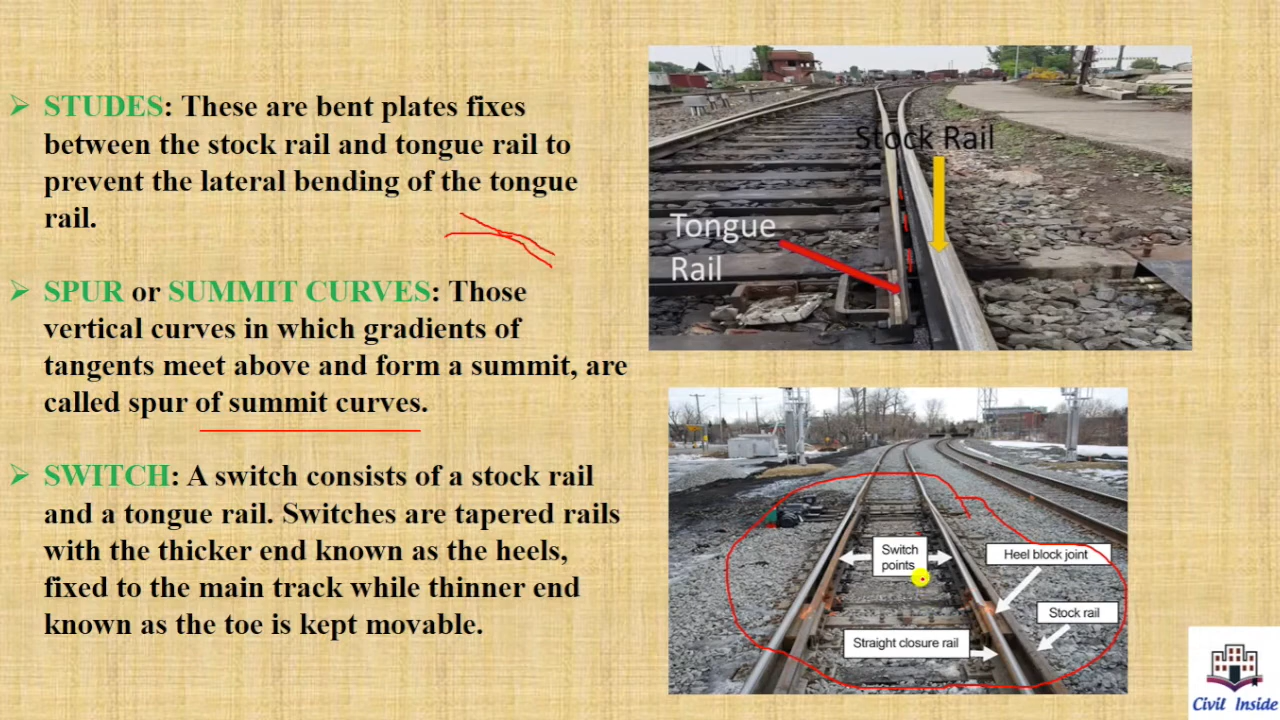 ➢ STUDES: These are bent plates fixes
between the stock rail and tongue rail to
prevent the lateral bending of the tongue
rail.
➢ SPUR or SUMMIT CURVES: Those
vertical curves in which gradients of
tangents meet above and form a summit, are
called spur of summit curves.
➢ SWITCH: A switch consists of a stock rail
and a tongue rail. Switches are tapered rails
with the thicker end known as the heels,
fixed to the main track while thinner end
known as the toe is kept movable.
Stock Rail
Tongue
Rail
Switch
points
Heel block joint
Stock rail
Straight closure rail
Civil Inside